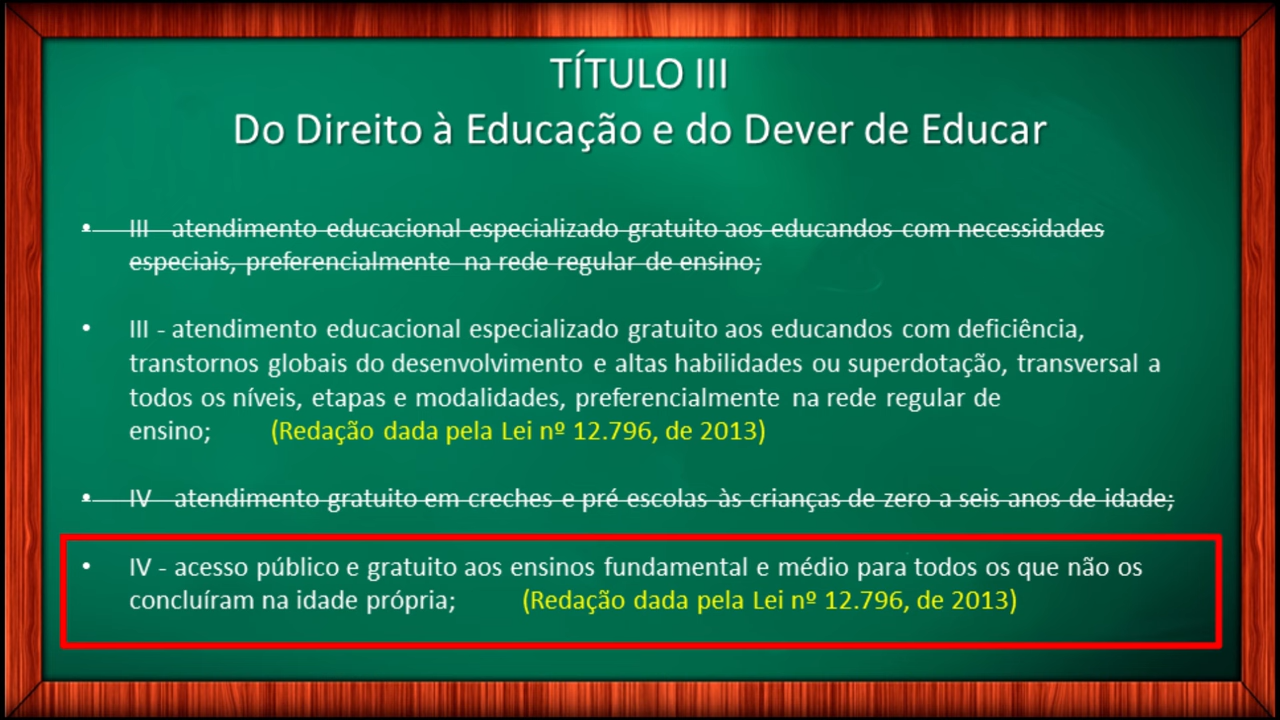 TÍTULO III
Do Direito à Educação e do Dever de Educar
• III - atendimento educacional especializado gratuito aos educandos com necessidades
especiais, preferencialmente na rede regular de ensino;
• III - atendimento educacional especializado gratuito aos educandos com deficiência,
transtornos globais do desenvolvimento e altas habilidades ou superdotação, transversal a
todos os níveis, etapas e modalidades, preferencialmente na rede regular de
ensino; (Redação dada pela Lei nº 12.796, de 2013)
• IV - atendimento gratuito em creches e pré escolas às crianças de zero a seis anos de idade;
• IV - acesso público e gratuito aos ensinos fundamental e médio para todos os que não os
concluíram na idade própria; (Redação dada pela Lei nº 12.796, de 2013)